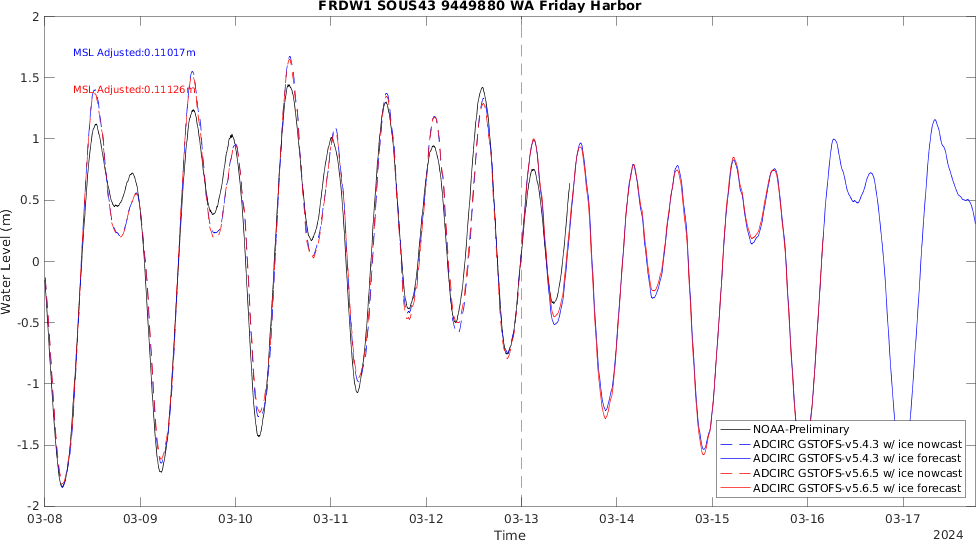 FRDW1 SOUS43 9449880 WA Friday Harbor
MSL Adjusted:0.11017m
MSL Adjusted:0.11126m
Water Level (m)
2
1.5
1
0.5
0
-0.5
-1
-1.5
-2
NOAA-Preliminary
ADCIRC GSTOFS-v5.4.3 w/ ice nowcast
ADCIRC GSTOFS-v5.4.3 w/ ice forecast
ADCIRC GSTOFS-v5.6.5 w/ ice nowcast
ADCIRC GSTOFS-v5.6.5 w/ ice forecast
03-08 03-09 03-10 03-11 03-12 03-13 03-14 03-15 03-16 03-17
Time
2024